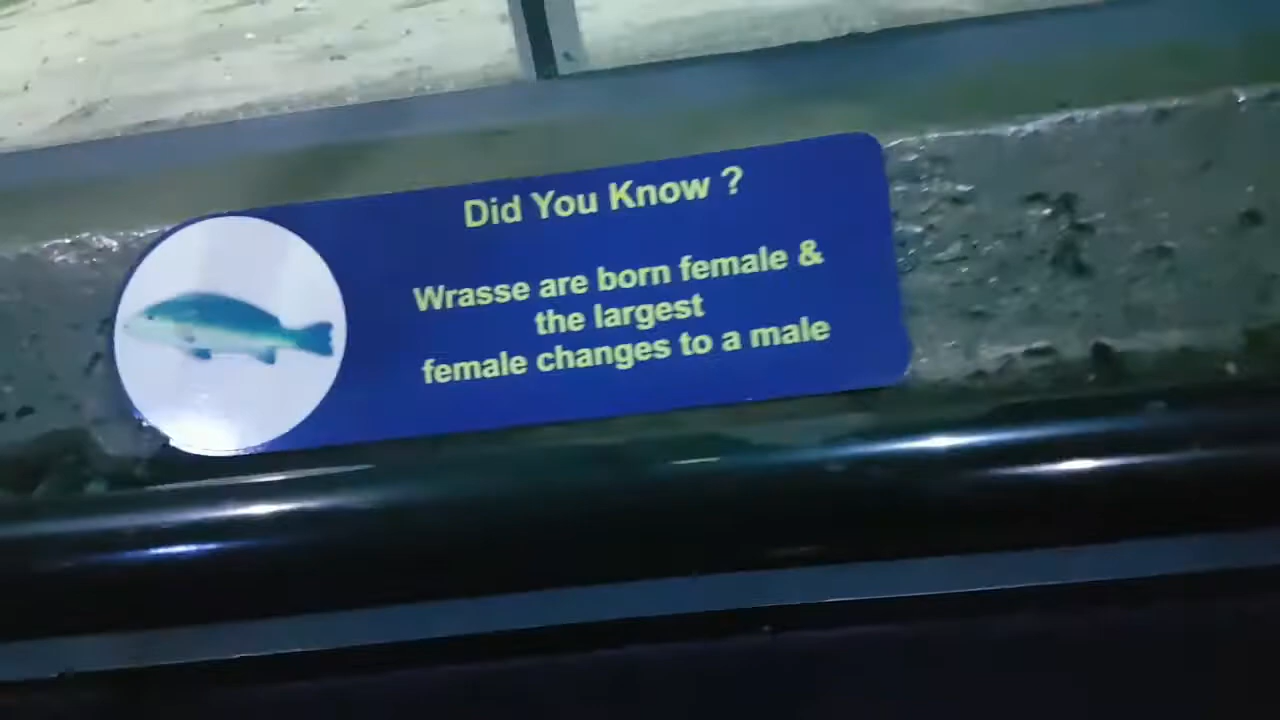 Did You Know ?
Wrasse are born female &
the largest
female changes to a male